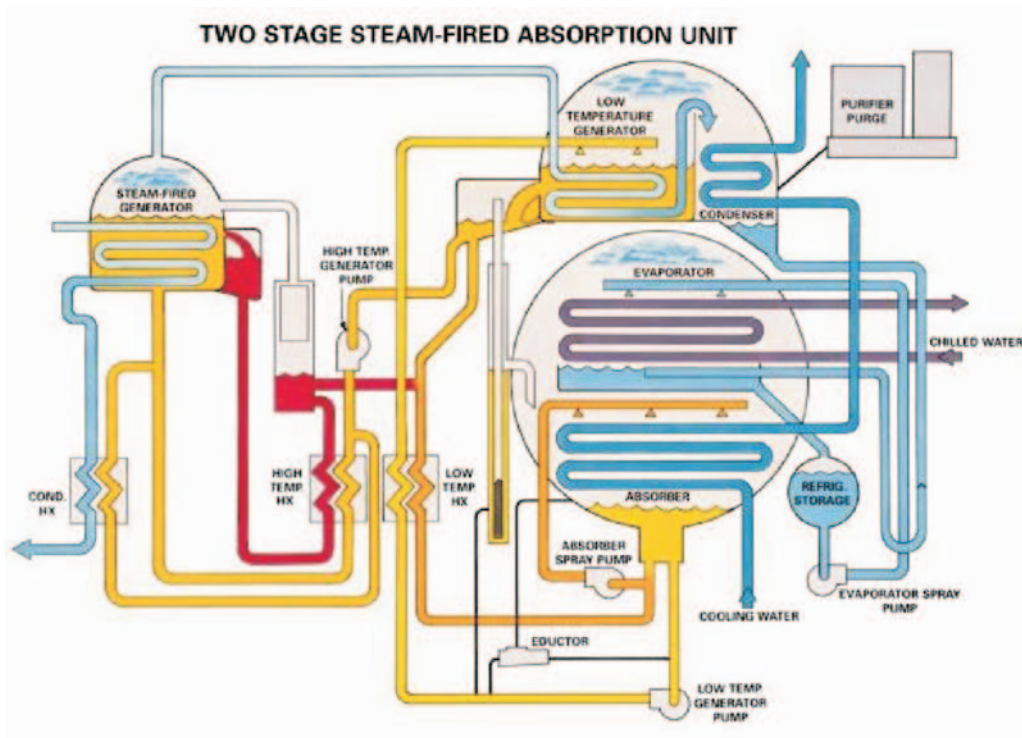 TWO STAGE STEAM-FIRED ABSORPTION UNIT
LOW
TEMPERATURE
GENERATOR
PURIFIER
PURGE
STEAM-FIRED
GENERATOR
CONDENSER
HIGH TEMP.
GENERATOR
PUMP
EVAPORATOR
CHILLED WATER
COND.
HX
HIGH
TEMP.
HX
LOW
TEMP.
HX
REFRIG.
STORAGE
ABSORBER
ABSORBER
SPRAY PUMP
EVAPORATOR SPRAY
PUMP
COOLING WATER
EDUCTOR
LOW TEMP.
GENERATOR
PUMP